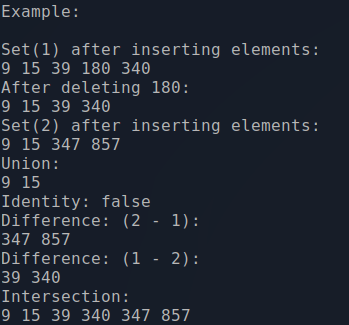 Example:
Set(1) after inserting elements:
9 15 39 180 340
After deleting 180:
9 15 39 340
Set(2) after inserting elements:
9 15 347 857
Union:
9 15
Identity: false
Difference: (2 - 1):
347 857
Difference: (1 - 2):
39 340
Intersection:
9 15 39 340 347 857